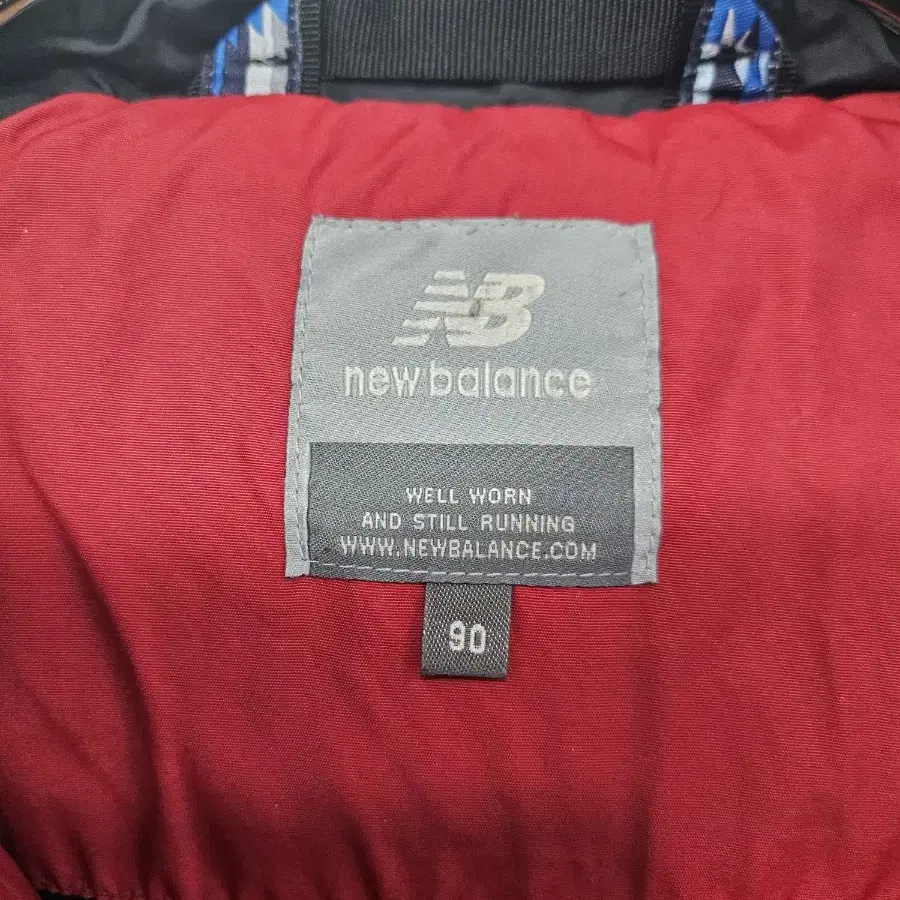 NB
new balance
WELL WORN
AND STILL RUNNING
WWW.NEWBALANCE.COM
90